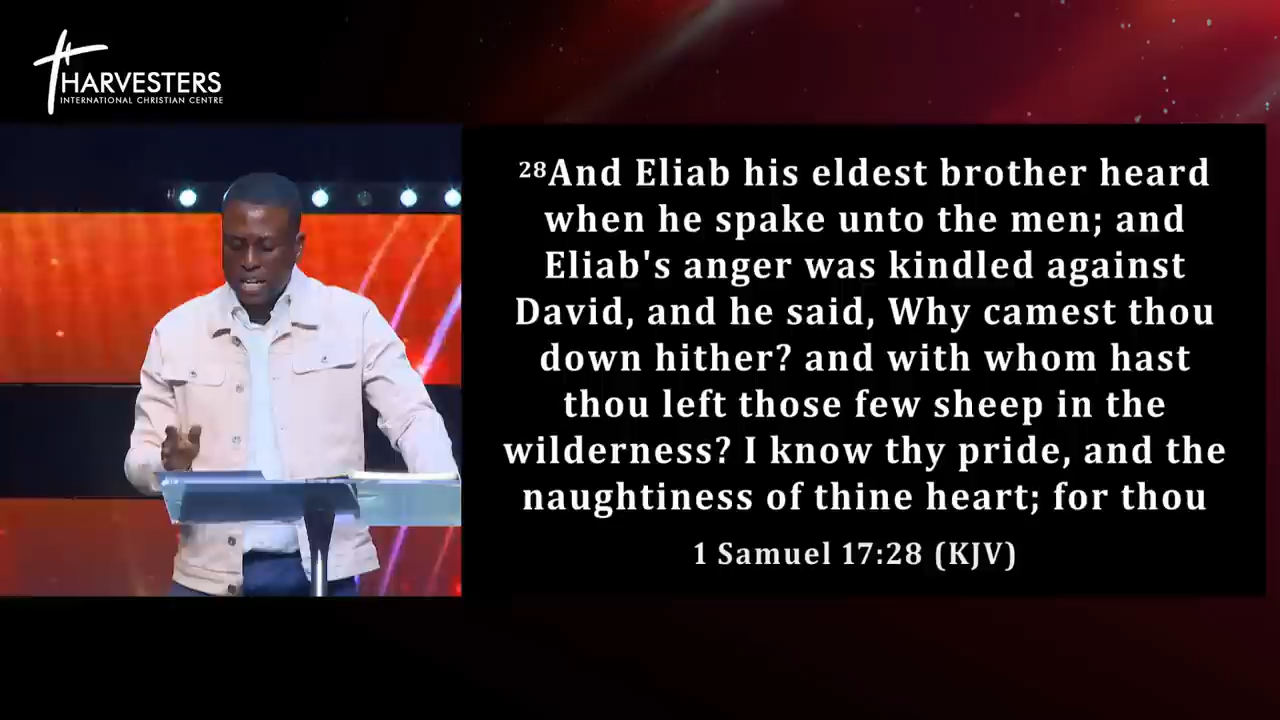 HARVESTERS
INTERNATIONAL CHRISTIAN CENTRE
28And Eliab his eldest brother heard
when he spake unto the men; and
Eliab's anger was kindled against
David, and he said, Why camest thou
down hither? and with whom hast
thou left those few sheep in the
wilderness? I know thy pride, and the
naughtiness of thine heart; for thou
1 Samuel 17:28 (KJV)